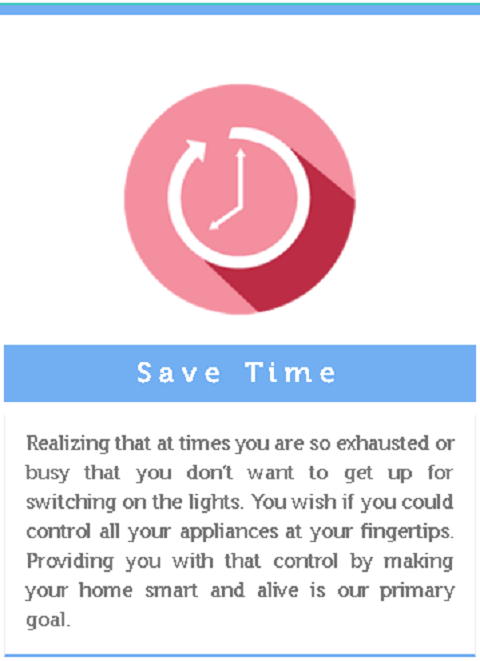 Save Time
Realizing that at times you are so exhausted or
busy that you don't want to get up for
switching on the lights. You wish if you could
control all your appliances at your fingertips.
Providing you with that control by making
your home smart and alive is our primary
goal.